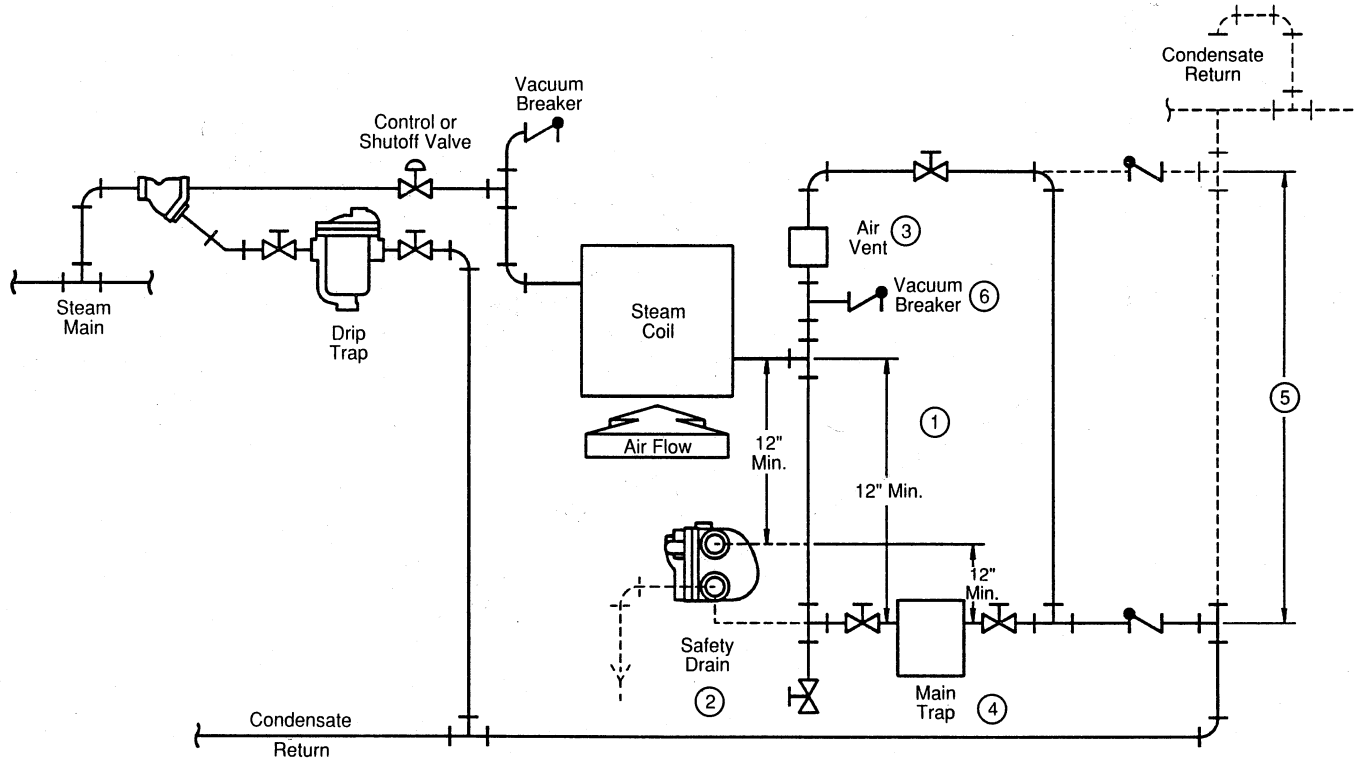 Condensate
Return
Vacuum
Breaker
Control or
Shutoff Valve
Air
Vent
3
Vacuum
Breaker
6
Steam
Main
Drip
Trap
Steam
Coil
5
1
Air Flow
12"
Min.
12" Min.
12"
Min.
Safety
Drain
2
Main
Trap
4
Condensate
Return